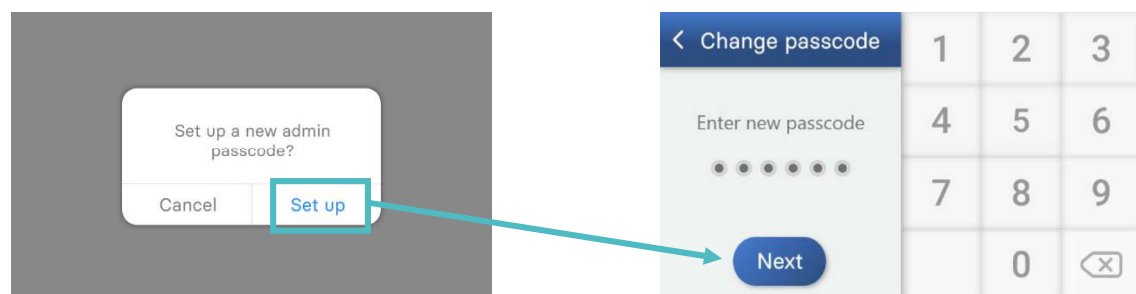 Set up a new admin
passcode?
Cancel Set up
Change passcode
Enter new passcode
Next
1 2 3
4 5 6
7 8 9
0